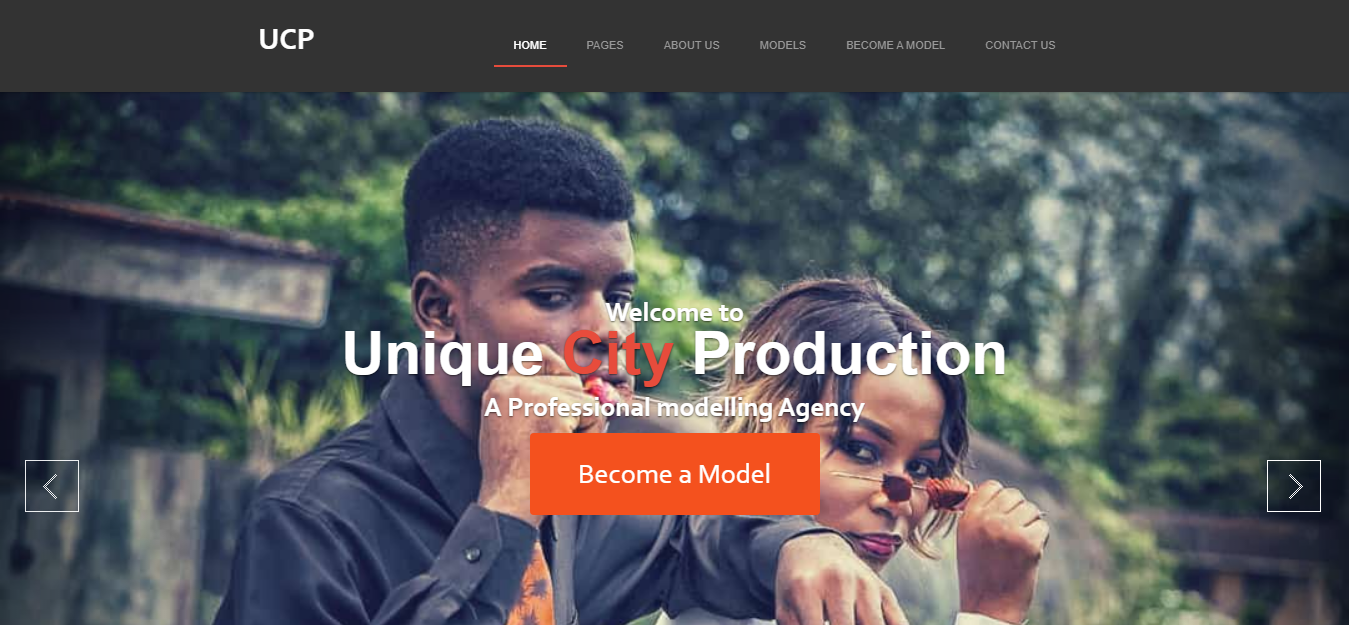 UCP
HOME PAGES ABOUT US MODELS BECOME A MODEL CONTACT US
Welcome to
Unique City Production
A Professional modelling Agency
Become a Model